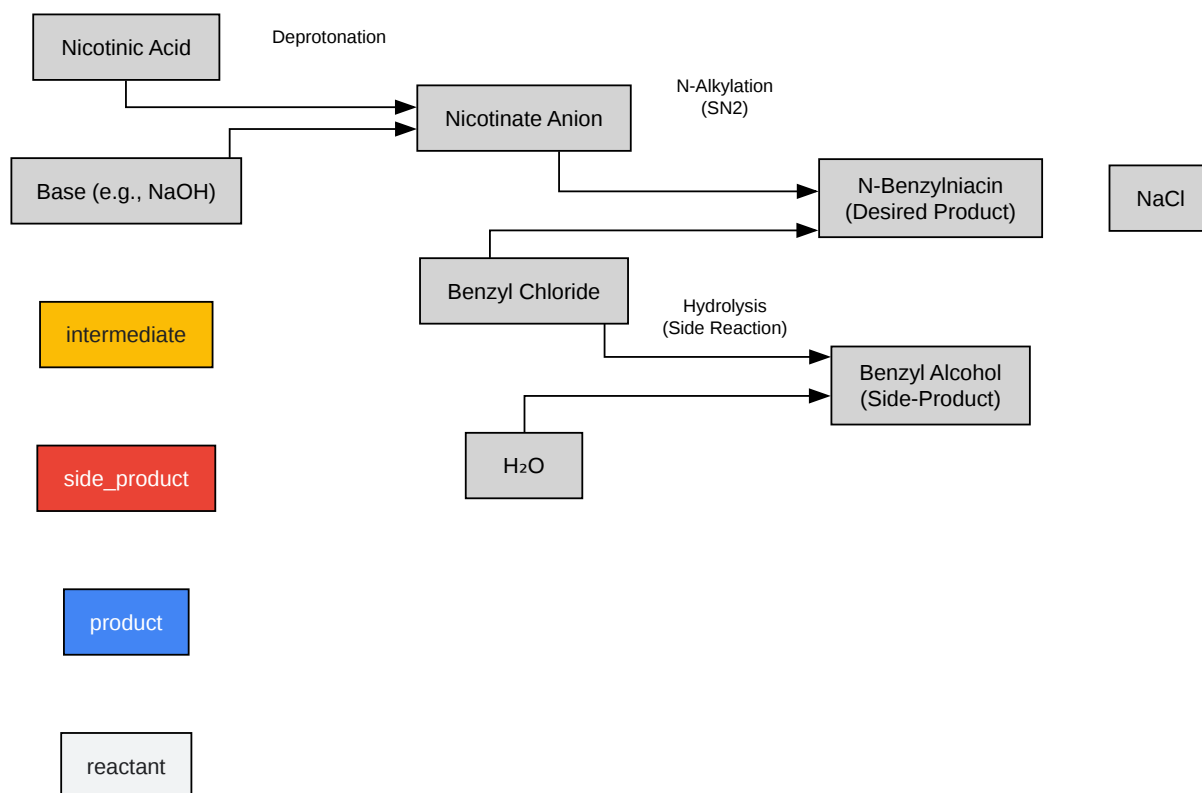 Nicotinic Acid
Deprotonation
Nicotinate Anion
N-Alkylation
(SN2)
Base (e.g., NaOH)
N-Benzylniacin
(Desired Product)
NaCl
Benzyl Chloride
Hydrolysis
(Side Reaction)
intermediate
Benzyl Alcohol
(Side-Product)
H₂O
side_product
product
reactant